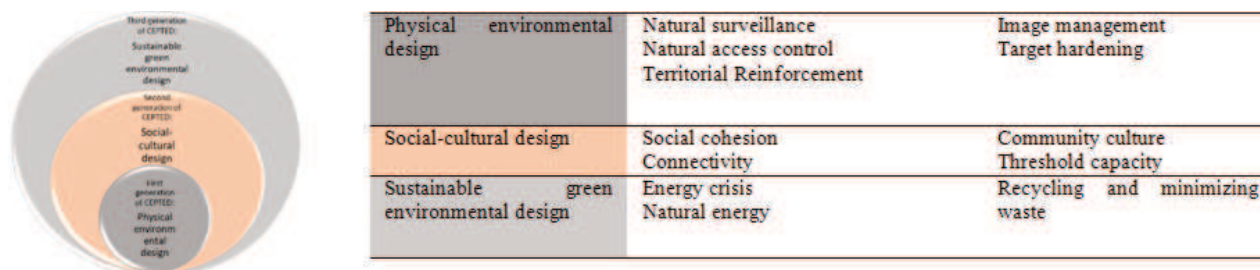 Third generation
of CEPTED:
Sustainable
green
environmental
design
Second
generation of
CEPTED:
Social-
cultural
design
First
generation
of CEPTED:
Physical
environm
ental
design
Physical environmental
design
Natural surveillance
Natural access control
Territorial Reinforcement
Image management
Target hardening
Social-cultural design
Social cohesion
Connectivity
Community culture
Threshold capacity
Sustainable green
environmental design
Energy crisis
Natural energy
Recycling and minimizing
waste